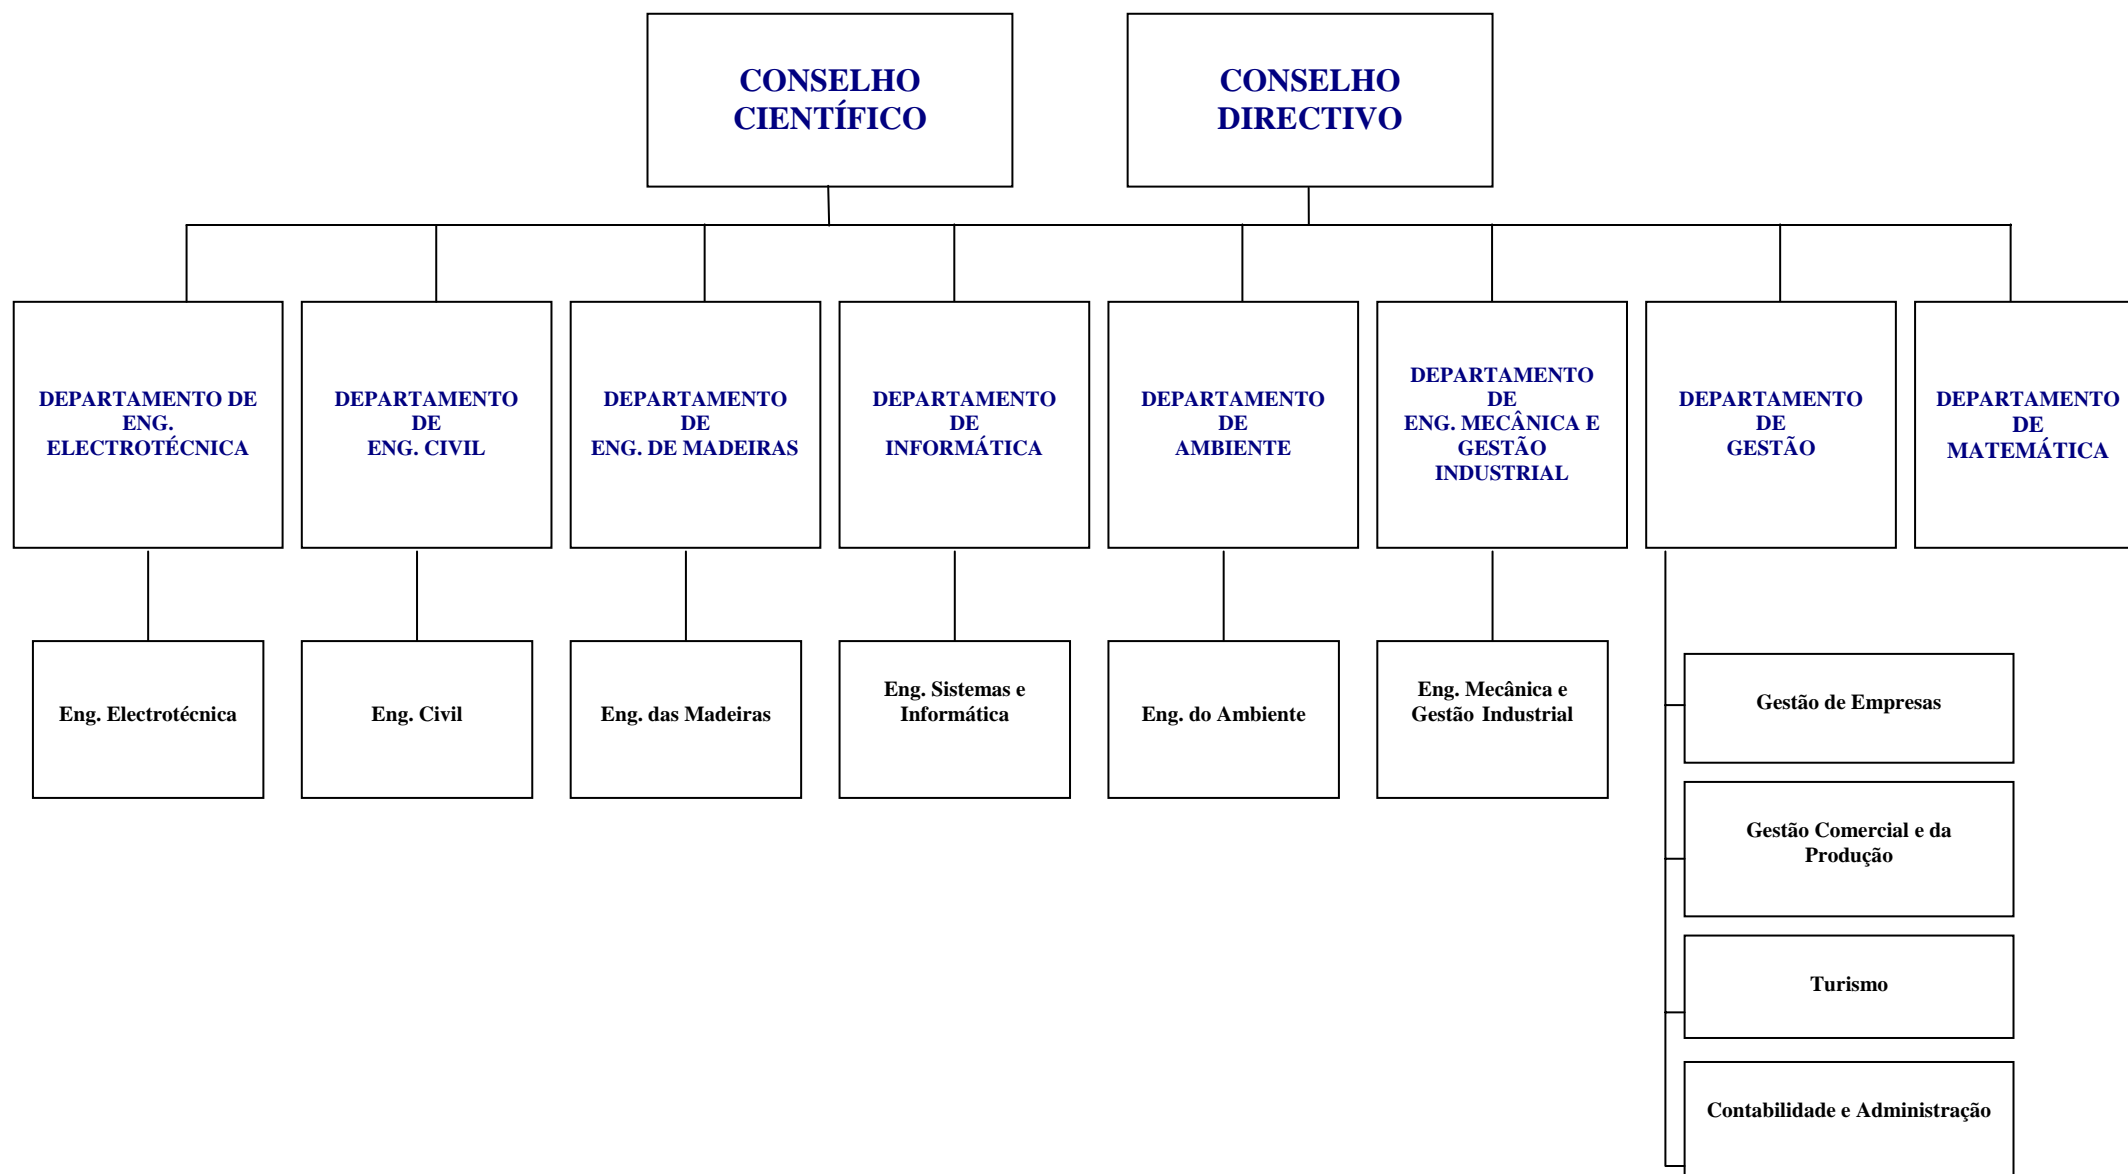 CONSELHO
CIENTÍFICO
CONSELHO
DIRECTIVO
DEPARTAMENTO DE
ENG.
ELECTROTÉCNICA
DEPARTAMENTO
DE
ENG. CIVIL
DEPARTAMENTO
DE
ENG. DE MADEIRAS
DEPARTAMENTO
DE
INFORMÁTICA
DEPARTAMENTO
DE
AMBIENTE
DEPARTAMENTO
DE
ENG. MECÂNICA E
GESTÃO
INDUSTRIAL
DEPARTAMENTO
DE
GESTÃO
DEPARTAMENTO
DE
MATEMÁTICA
Eng. Electrotécnica
Eng. Civil
Eng. das Madeiras
Eng. Sistemas e
Informática
Eng. do Ambiente
Eng. Mecânica e
Gestão Industrial
Gestão de Empresas
Gestão Comercial e da
Produção
Turismo
Contabilidade e Administração